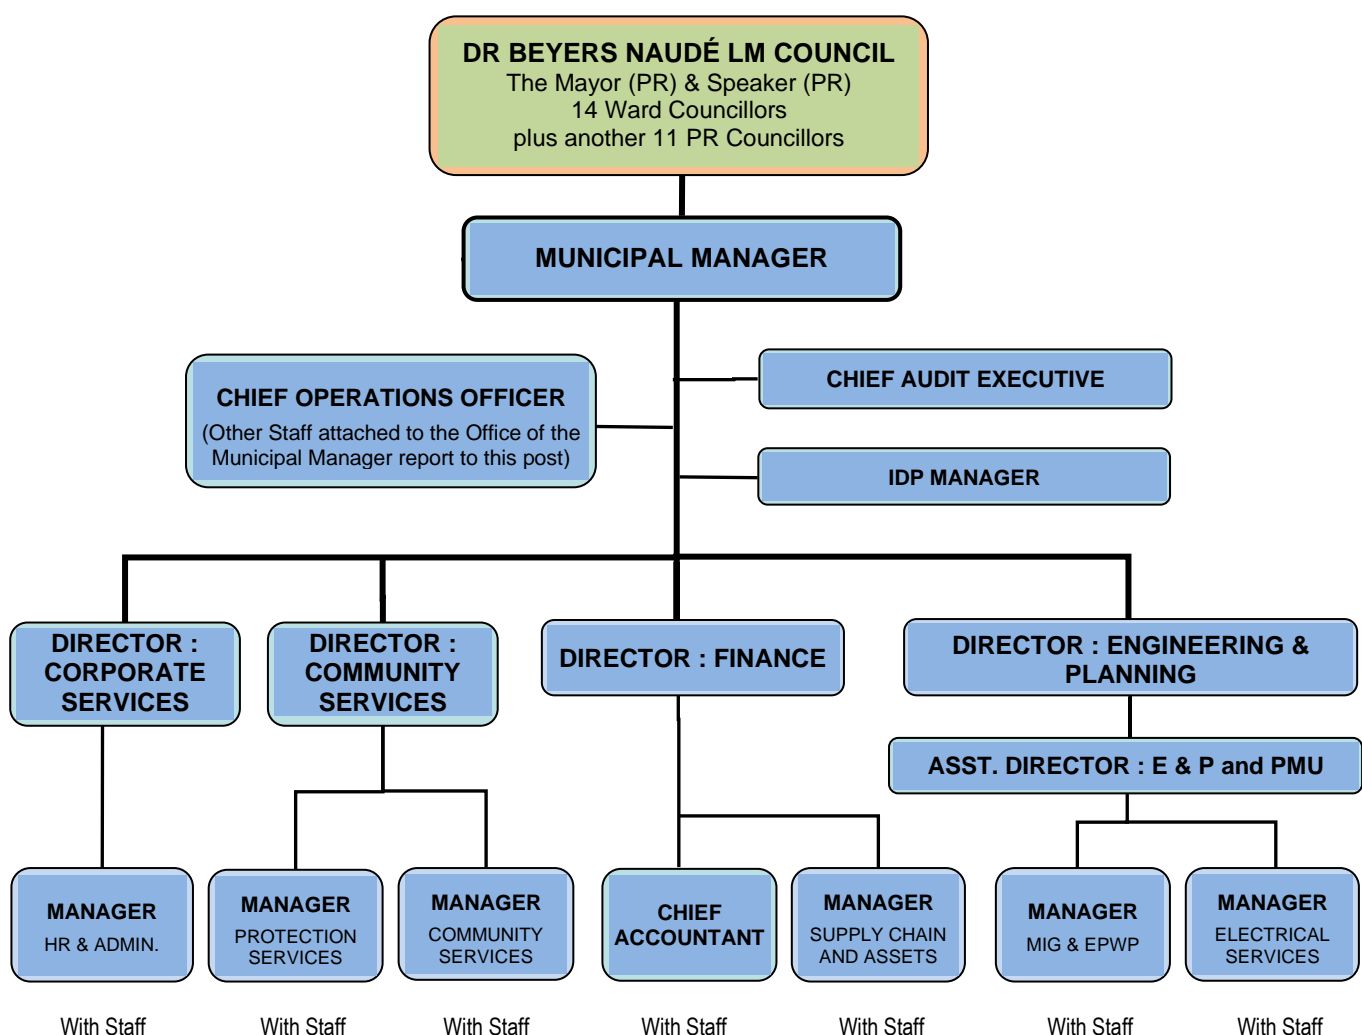 DR BEYERS NAUDÉ LM COUNCIL
The Mayor (PR) & Speaker (PR)
14 Ward Councillors
plus another 11 PR Councillors
MUNICIPAL MANAGER
CHIEF OPERATIONS OFFICER
(Other Staff attached to the Office of the
Municipal Manager report to this post)
CHIEF AUDIT EXECUTIVE
IDP MANAGER
DIRECTOR :
CORPORATE
SERVICES
DIRECTOR :
COMMUNITY
SERVICES
DIRECTOR : FINANCE
DIRECTOR : ENGINEERING &
PLANNING
ASST. DIRECTOR : E & P and PMU
MANAGER
HR & ADMIN.
MANAGER
PROTECTION
SERVICES
MANAGER
COMMUNITY
SERVICES
CHIEF
ACCOUNTANT
MANAGER
SUPPLY CHAIN
AND ASSETS
MANAGER
MIG & EPWP
MANAGER
ELECTRICAL
SERVICES
With Staff
With Staff
With Staff
With Staff
With Staff
With Staff
With Staff